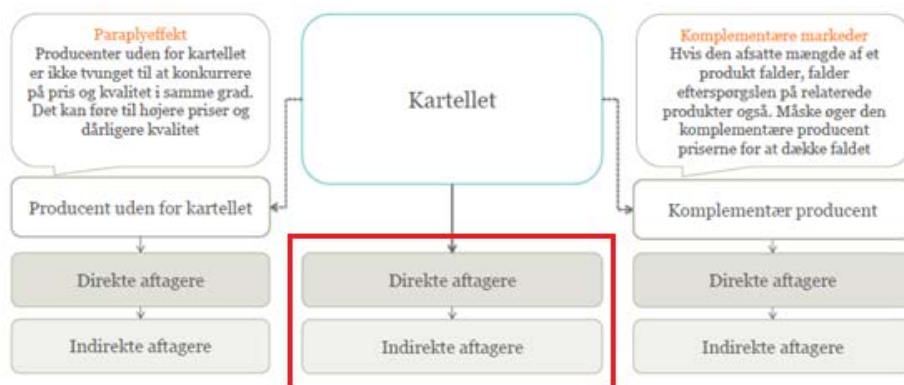 Paraplyeffekt
Producenter uden for kartellet
er ikke tvunget til at konkurrere
på pris og kvalitet i samme grad.
Det kan føre til højere priser og
dårligere kvalitet
Kartellet
Komplementære markeder
Hvis den afsatte mængde af et
produkt falder, falder
efterspørgslen på relaterede
produkter også. Måske øger den
komplementære producent
priserne for at dække faldet
Producent uden for kartellet
Komplementær producent
Direkte aftagere
Direkte aftagere
Direkte aftagere
Indirekte aftagere
Indirekte aftagere
Indirekte aftagere